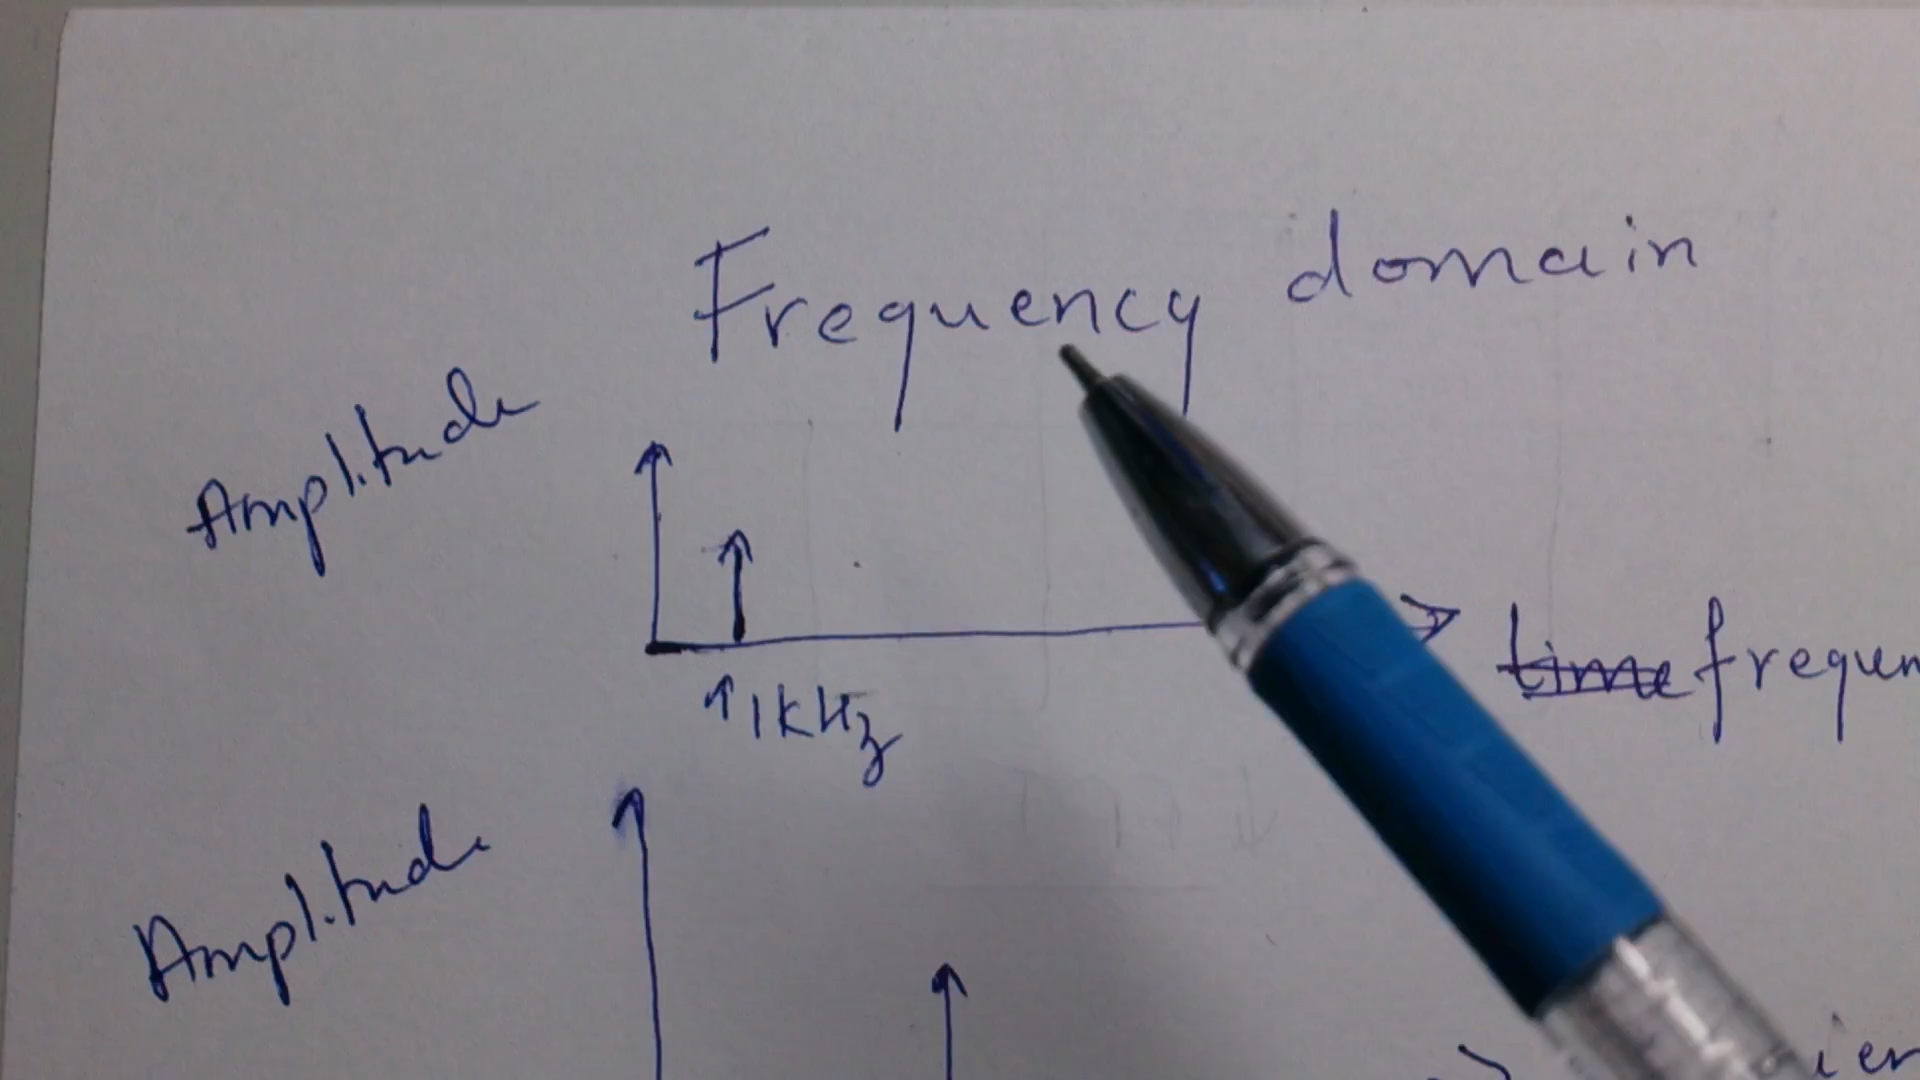 Frequency domain
Amplitude
time frequen
1kHz
Amplitude